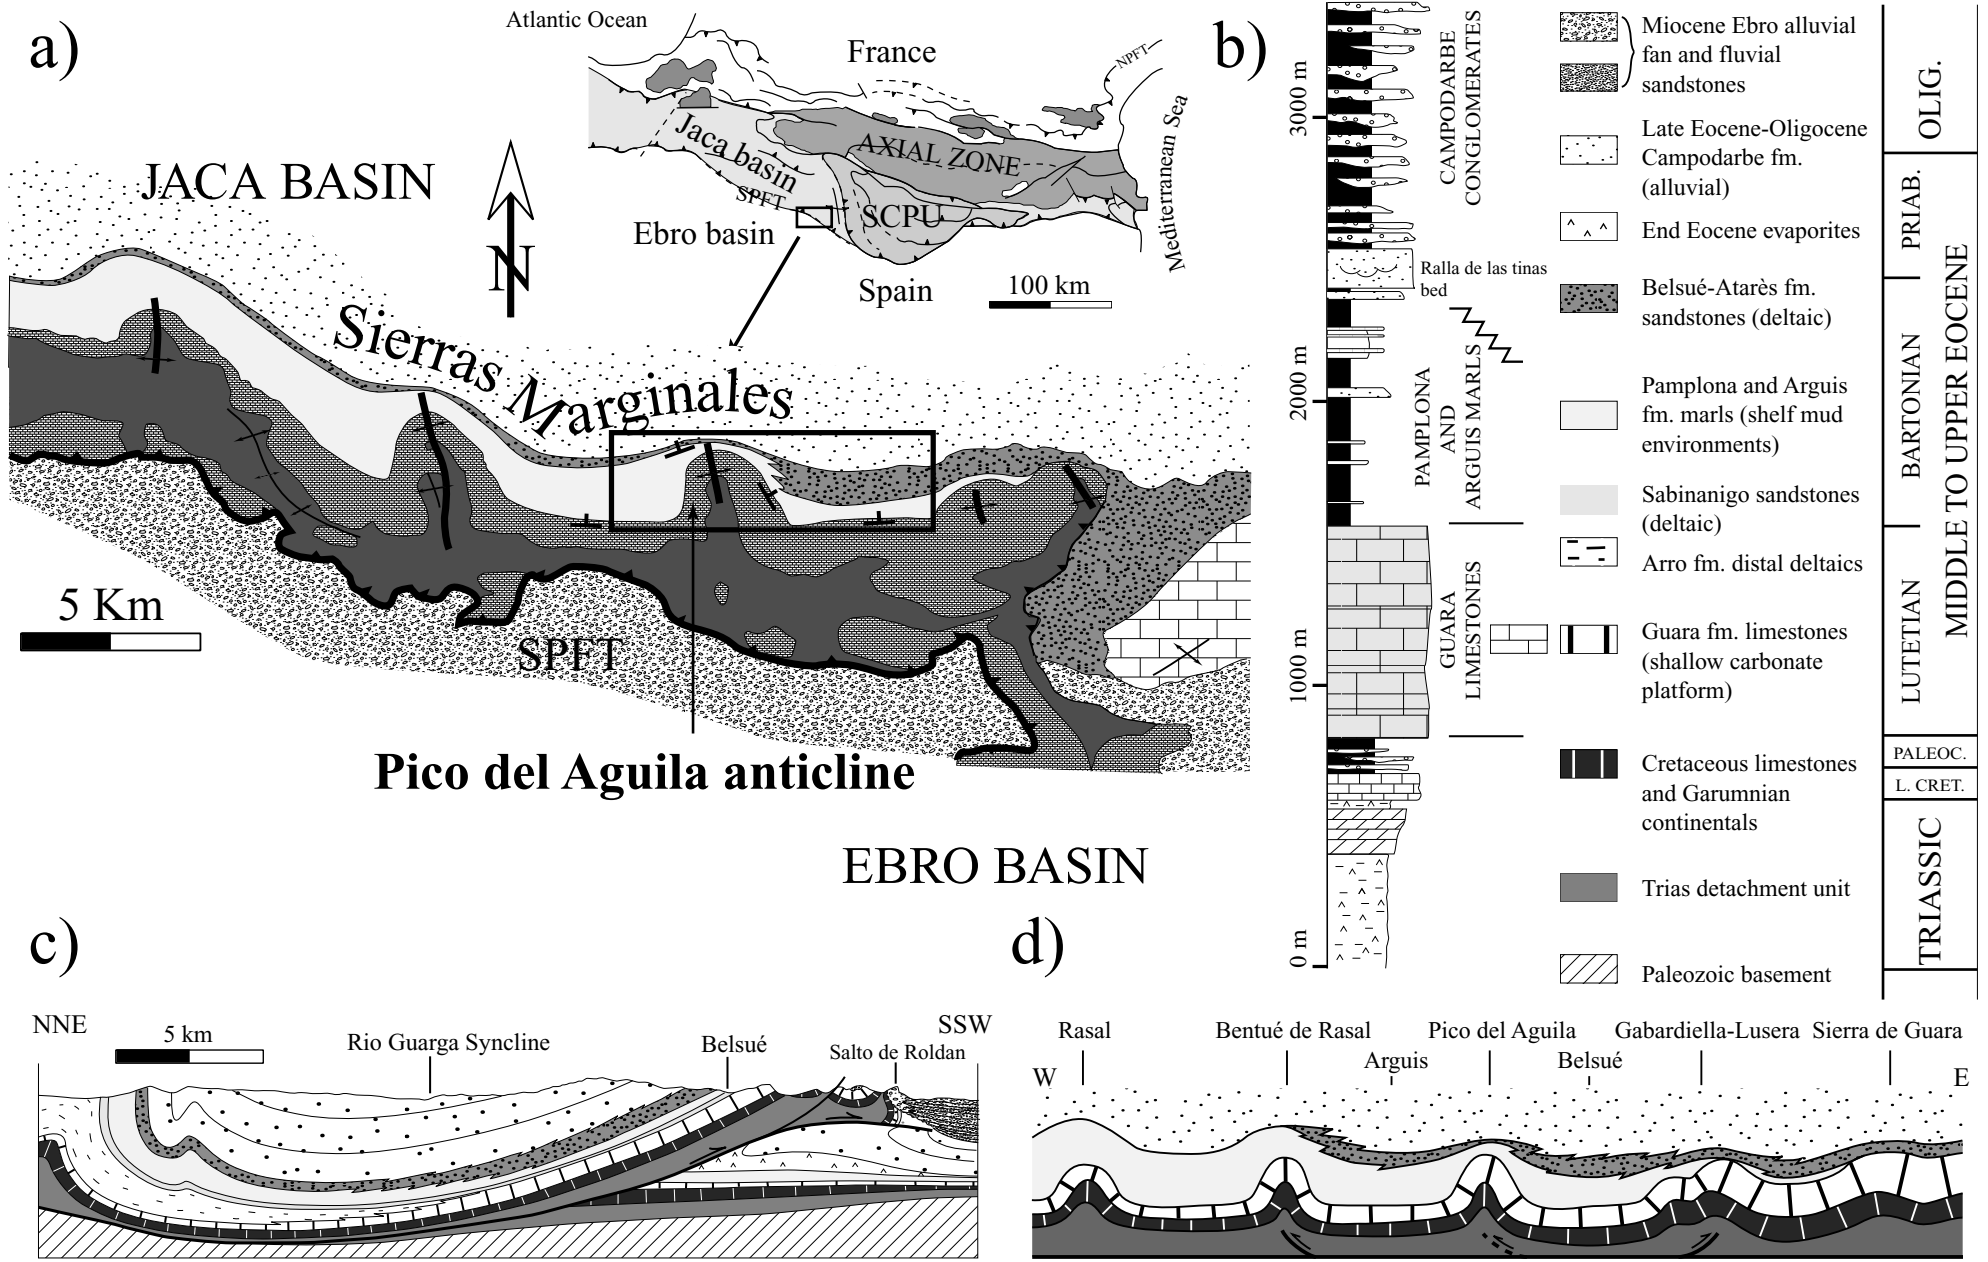 a)
Atlantic Ocean
France
NPFT
Mediterranean Sea
Jaca basin
AXIAL ZONE
SPFT
SCPU
Ebro basin
Spain
100 km
JACA BASIN
N
Sierras Marginales
5 Km
SPFT
Pico del Aguila anticline
EBRO BASIN
b)
3000 m
2000 m
1000 m
0 m
CAMPODARBE
CONGLOMERATES
Ralla de las tinas
bed
PAMPLONA
AND
ARGUIS MARLS
GUARA
LIMESTONES
Miocene Ebro alluvial
fan and fluvial
sandstones
Late Eocene-Oligocene
Campodarbe fm.
(alluvial)
End Eocene evaporites
Belsué-Atarès fm.
sandstones (deltaic)
Pamplona and Arguis
fm. marls (shelf mud
environments)
Sabinanigo sandstones
(deltaic)
Arro fm. distal deltaics
Guara fm. limestones
(shallow carbonate
platform)
Cretaceous limestones
and Garumnian
continentals
Trias detachment unit
Paleozoic basement
OLIG.
PRIAB.
BARTONIAN
LUTETIAN
MIDDLE TO UPPER EOCENE
PALEOC.
L. CRET.
TRIASSIC
c)
NNE
SSW
5 km
Rio Guarga Syncline
Belsué
Salto de Roldan
d)
Rasal
Bentué de Rasal
Pico del Aguila
Gabardiella-Lusera
Sierra de Guara
Arguis
Belsué
W
E